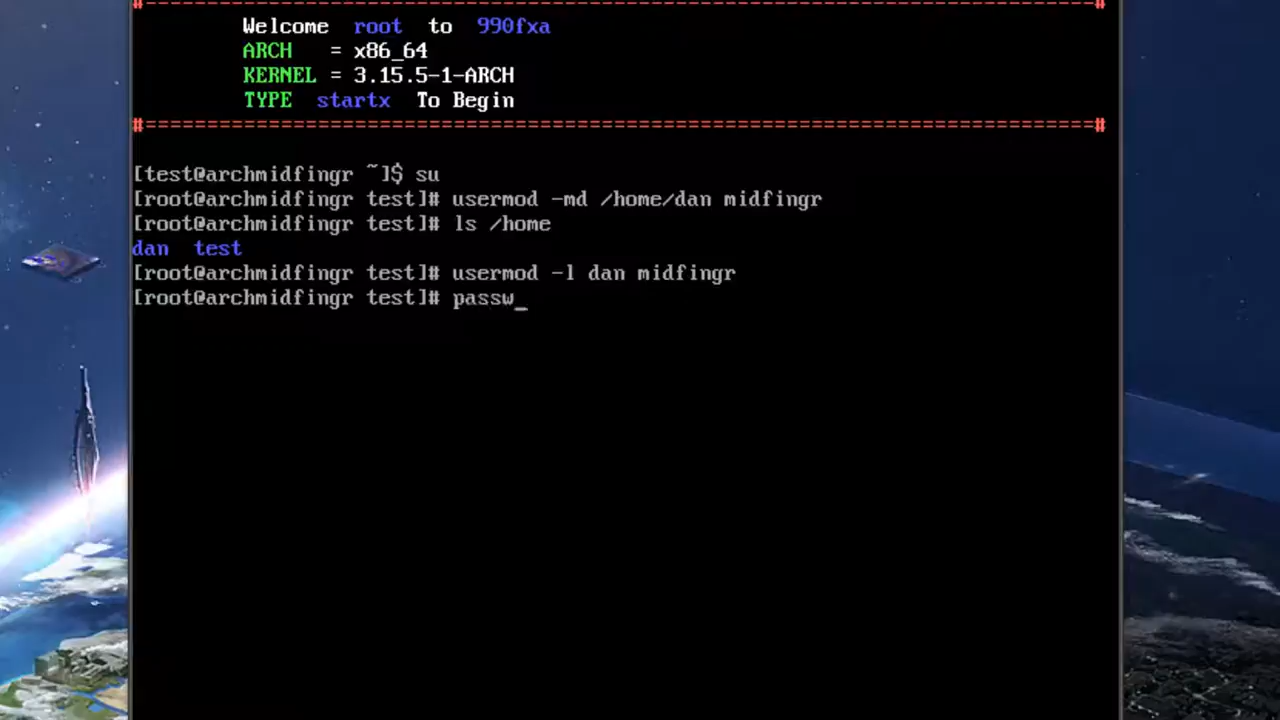 #==============================================================================#
Welcome root to 990fxa
ARCH = x86_64
KERNEL = 3.15.5-1-ARCH
TYPE startx To Begin
#==============================================================================#
[test@archmidfingr ~]$ su
[root@archmidfingr test]# usermod -md /home/dan midfingr
[root@archmidfingr test]# ls /home
dan test
[root@archmidfingr test]# usermod -l dan midfingr
[root@archmidfingr test]# passw_